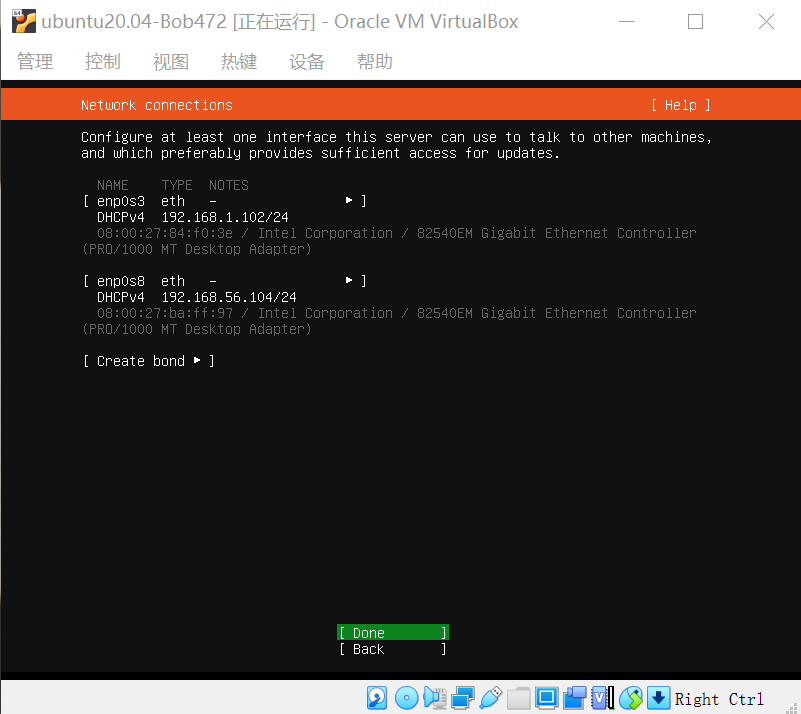 ubuntu20.04-Bob472 [正在运行] - Oracle VM VirtualBox
管理 控制 视图 热键 设备 帮助
Network connections [ Help ]
Configure at least one interface this server can use to talk to other machines,
and which preferably provides sufficient access for updates.
NAME TYPE NOTES
[ enp0s3 eth - ▸ ]
DHCPv4 192.168.1.102/24
08:00:27:84:f0:3e / Intel Corporation / 82540EM Gigabit Ethernet Controller
(PRO/1000 MT Desktop Adapter)
[ enp0s8 eth - ▸ ]
DHCPv4 192.168.56.104/24
08:00:27:ba:ff:97 / Intel Corporation / 82540EM Gigabit Ethernet Controller
(PRO/1000 MT Desktop Adapter)
[ Create bond ▸ ]
[ Done ]
[ Back ]
Right Ctrl